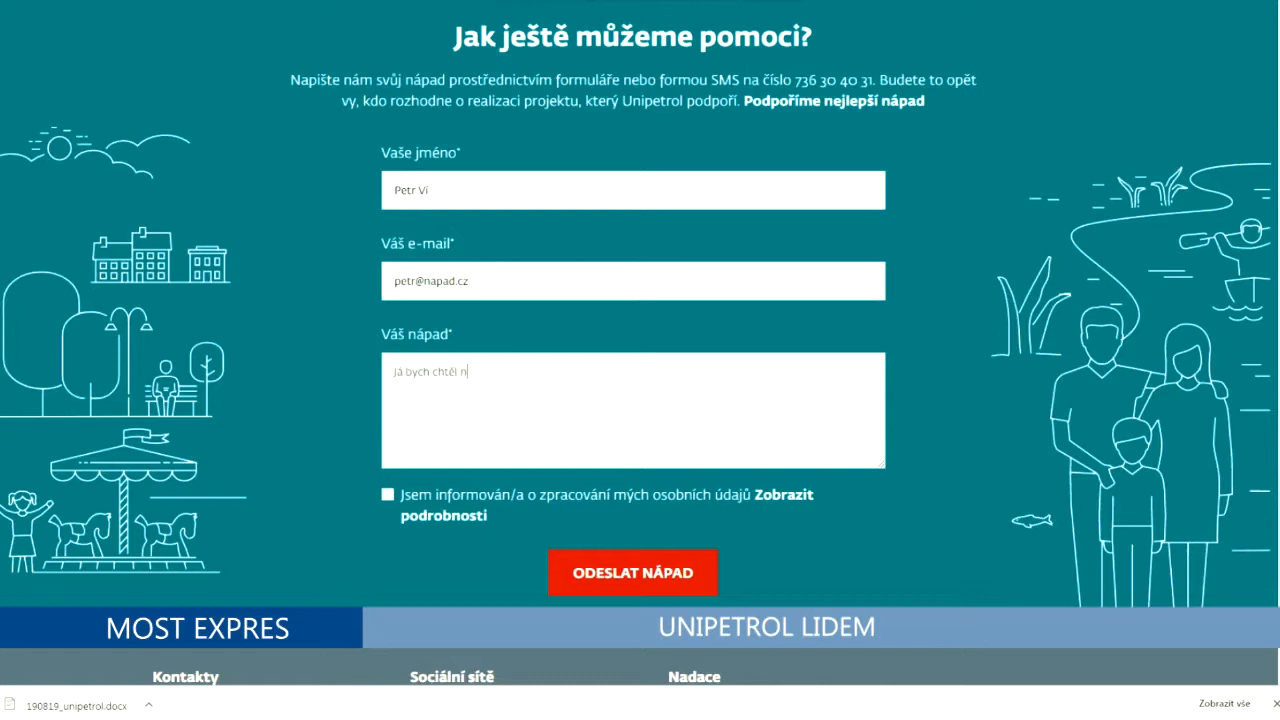 Jak ještě můžeme pomoci?
Napište nám svůj nápad prostřednictvím formuláře nebo formou SMS na číslo 736 30 40 31. Budete to opět
vy, kdo rozhodne o realizaci projektu, který Unipetrol podpoří. Podpoříme nejlepší nápad
Vaše jméno*
Petr Ví
Váš e-mail*
petr@napad.cz
Váš nápad*
Já bych chtěl n
Jsem informován/a o zpracování mých osobních údajů Zobrazit
podrobnosti
ODESLAT NÁPAD
MOST EXPRES
UNIPETROL LIDEM
Kontakty
Sociální sítě
Nadace
190819_unipetrol.docx
Zobrazit vše